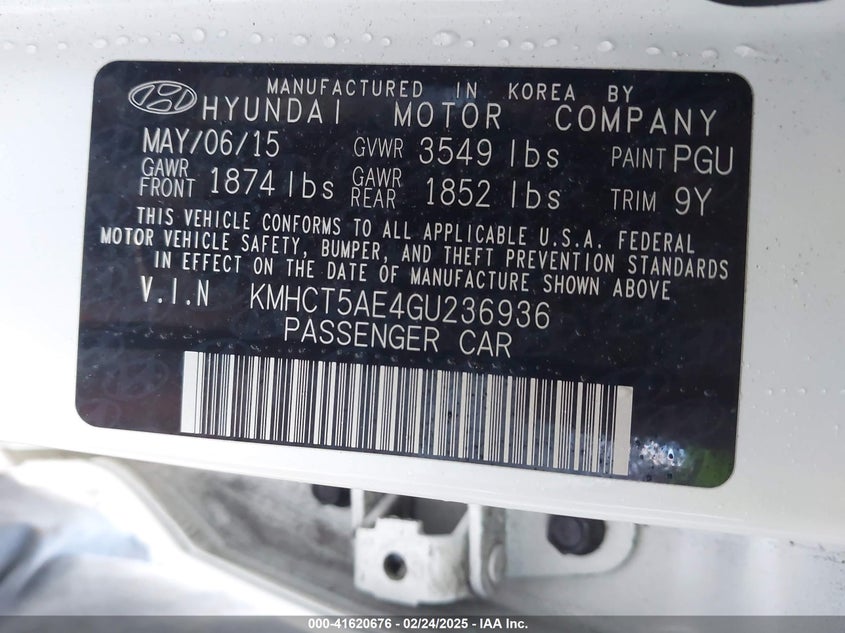 MANUFACTURED IN KOREA BY
HYUNDAI MOTOR COMPANY
MAY/06/15 GVWR 3549 lbs PAINT PGU
GAWR FRONT 1874 lbs GAWR REAR 1852 lbs TRIM 9Y
THIS VEHICLE CONFORMS TO ALL APPLICABLE U.S.A. FEDERAL
MOTOR VEHICLE SAFETY, BUMPER, AND THEFT PREVENTION STANDARDS
IN EFFECT ON THE DATE OF MANUFACTURE SHOWN ABOVE
V.I.N KMHCT5AE4GU236936
PASSENGER CAR
000-41620676 - 02/24/2025 - IAA Inc.